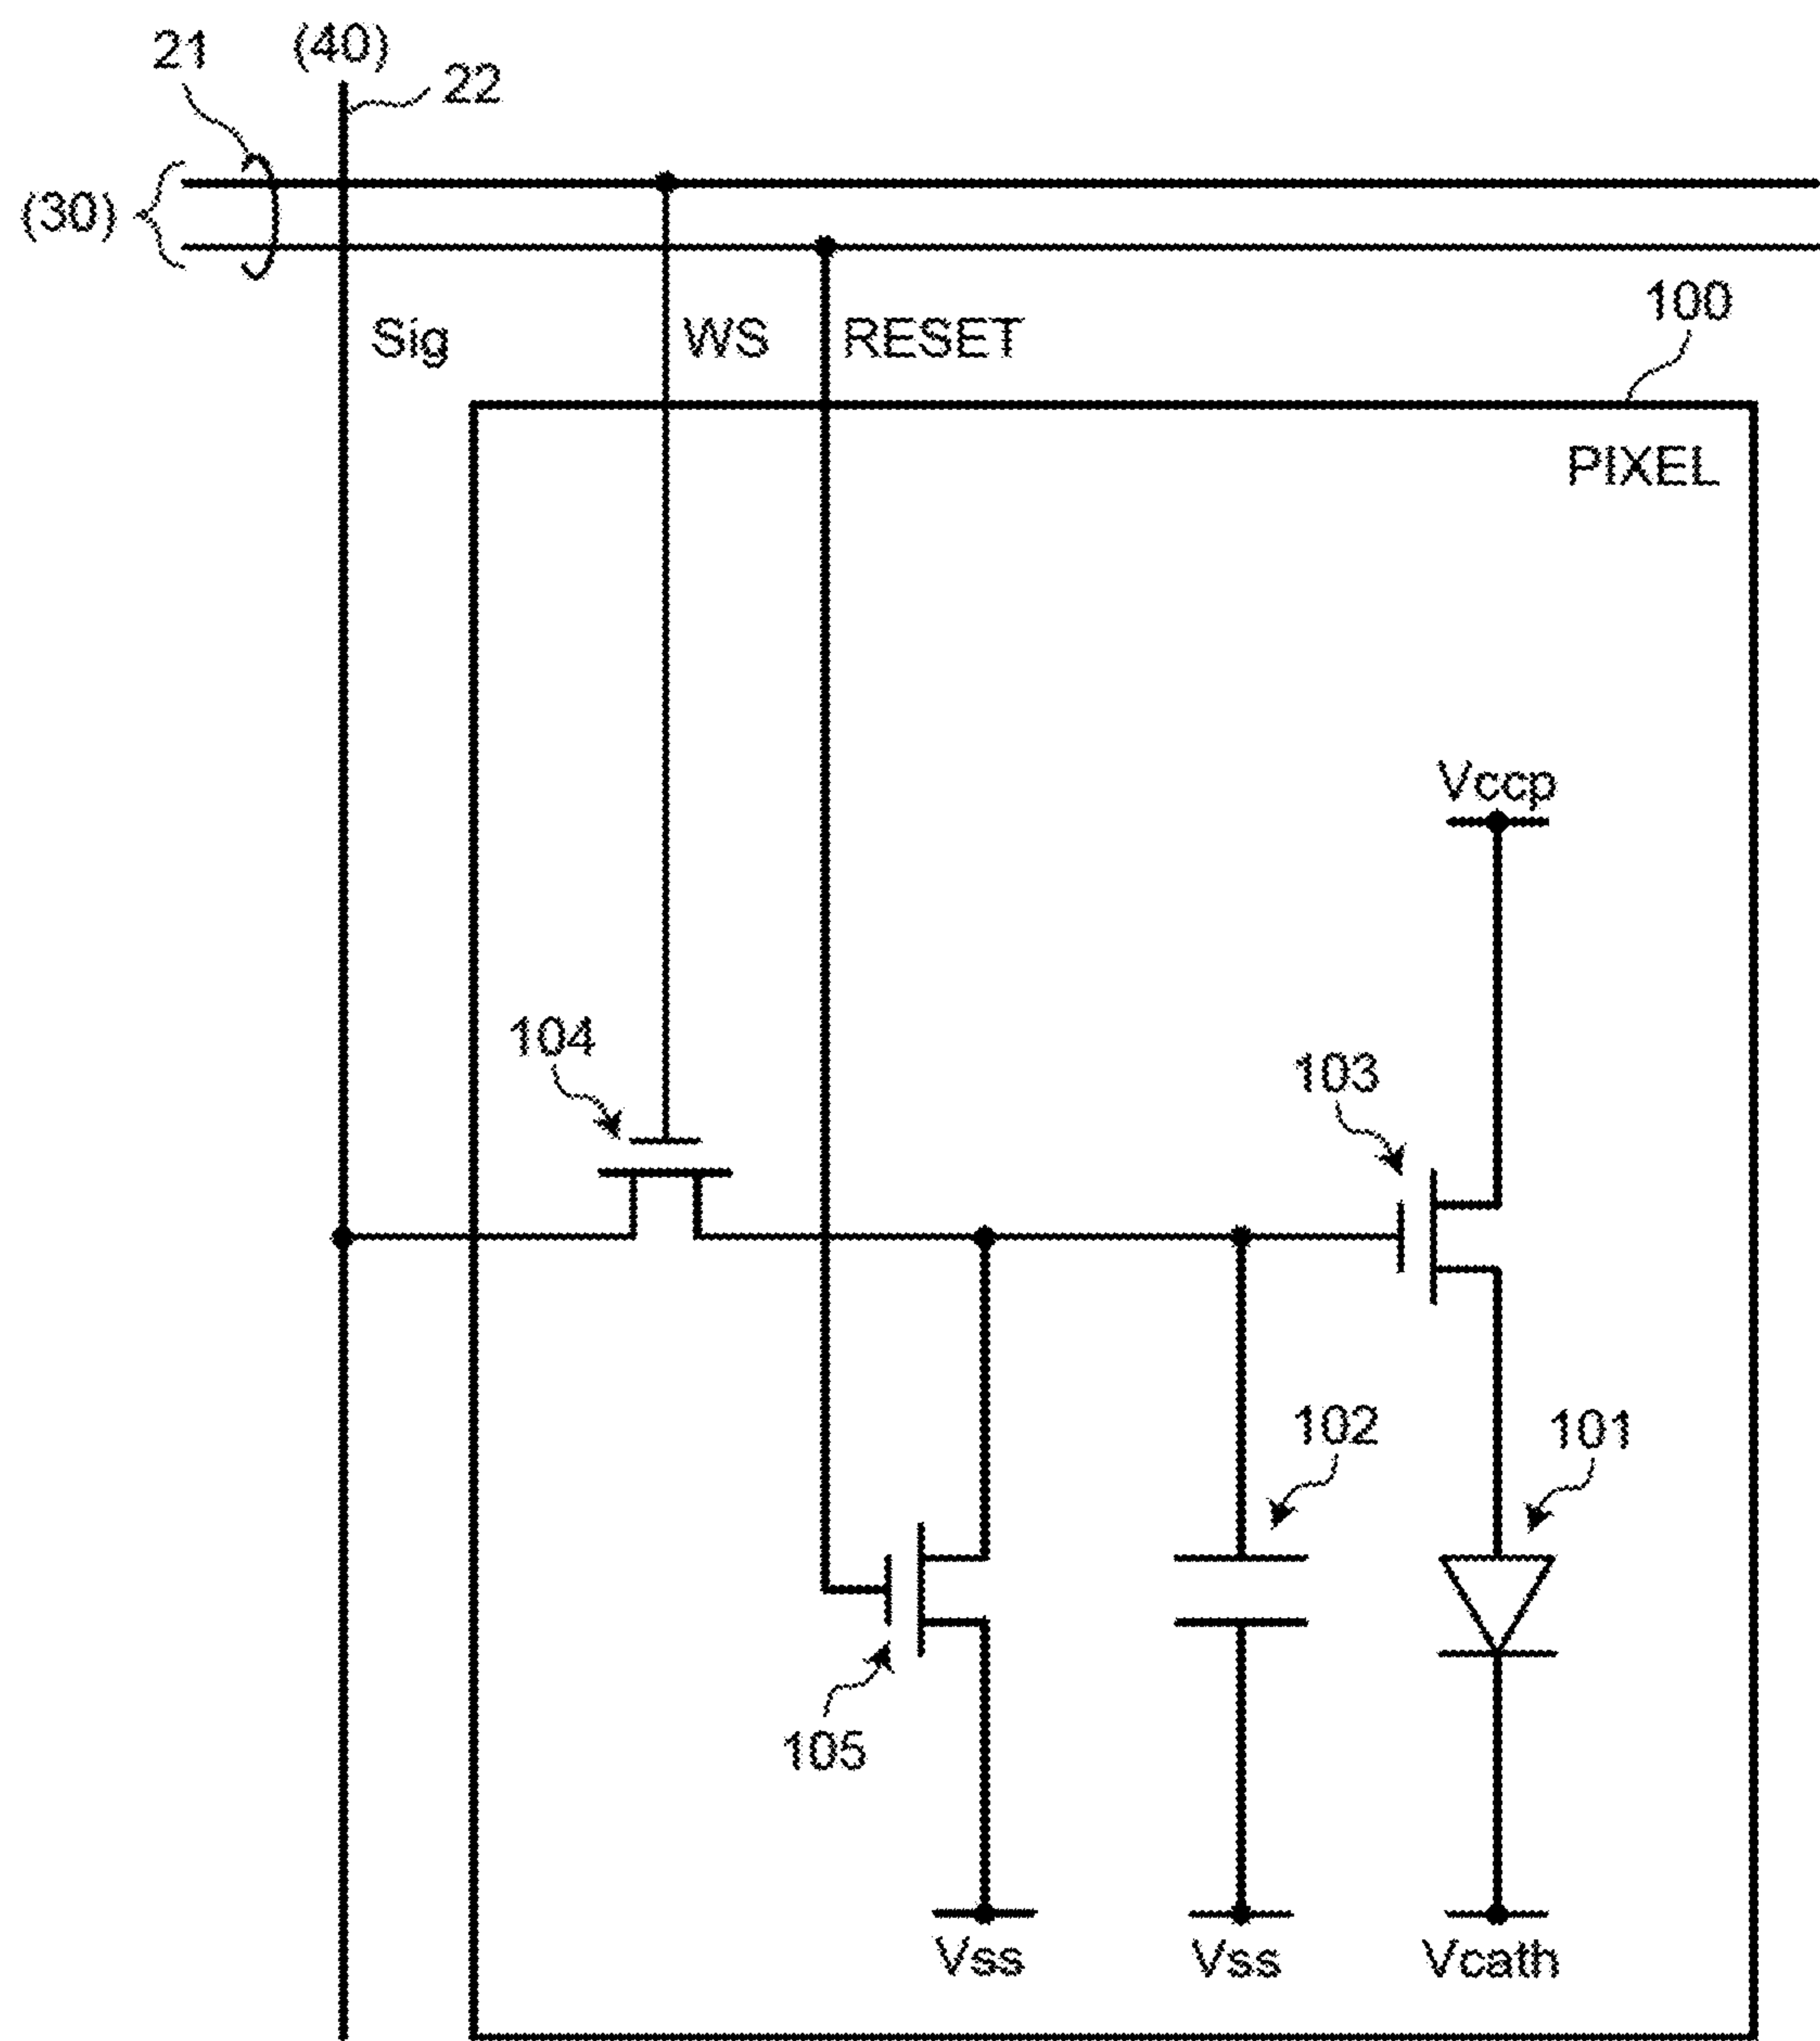 21
(40)
22
(30)
Sig
WS
RESET
100
PIXEL
Vccp
104
103
102
101
105
Vss
Vss
Vcath